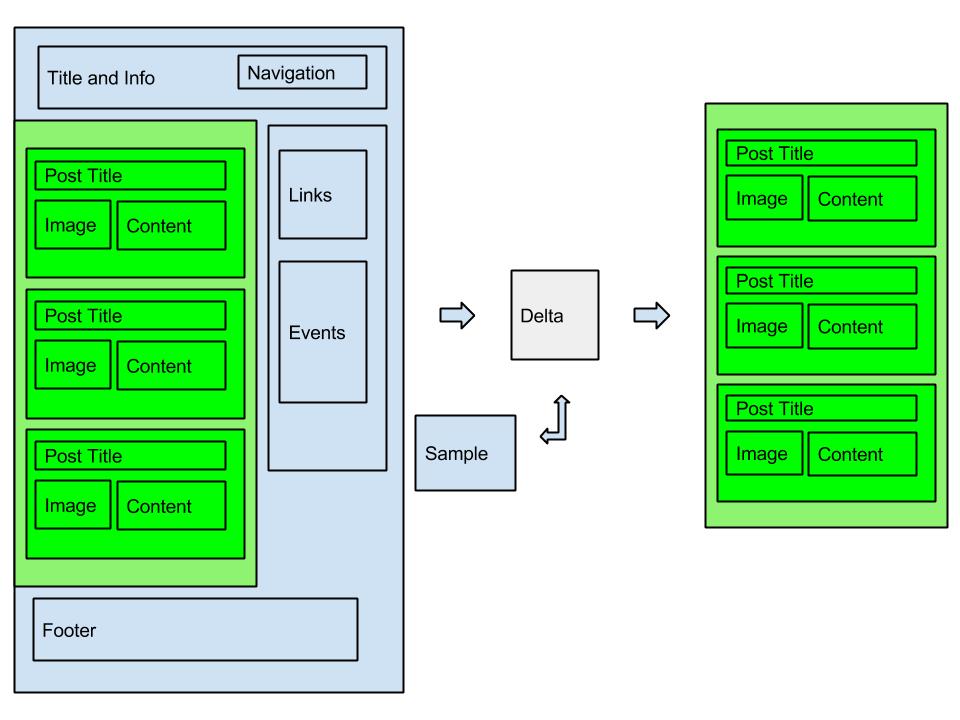 Title and Info
Navigation
Post Title
Image
Content
Post Title
Image
Content
Post Title
Image
Content
Links
Events
Footer
Sample
Delta
Post Title
Image
Content
Post Title
Image
Content
Post Title
Image
Content